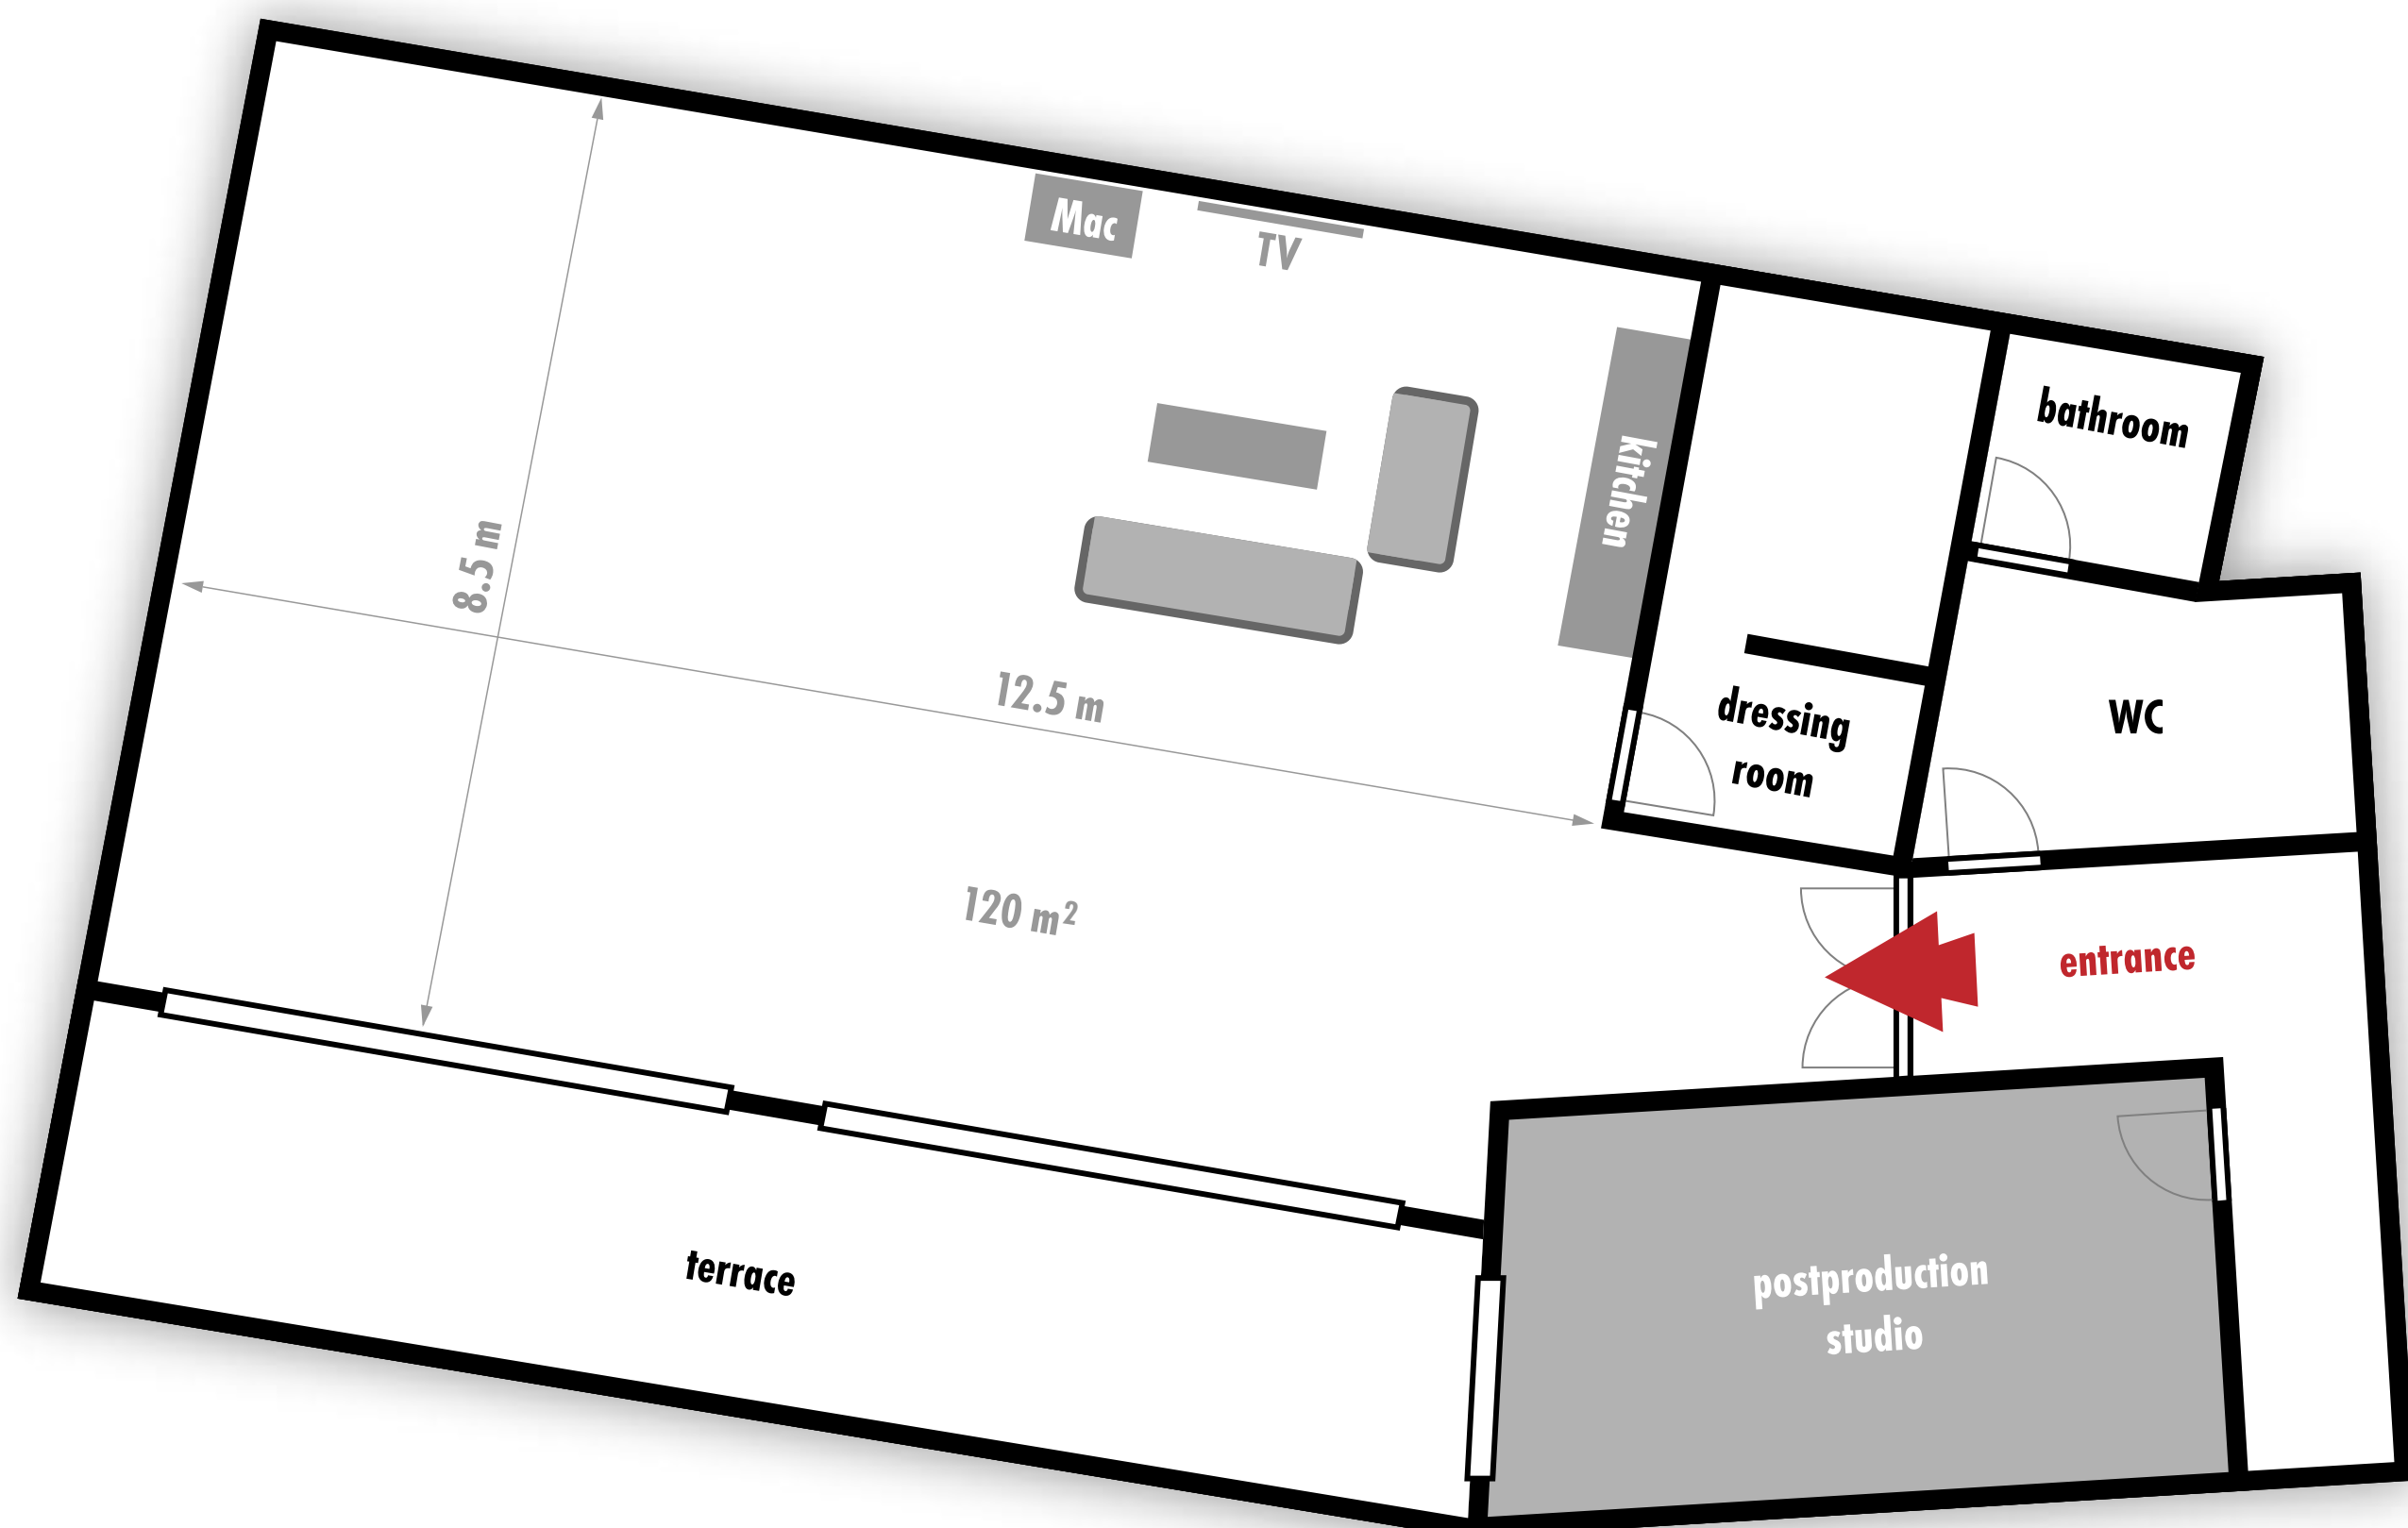 Mac
TV
kitchen
bathroom
8.5 m
12.5 m
dressing
room
WC
120 m²
entrance
terrace
postproduction
studio